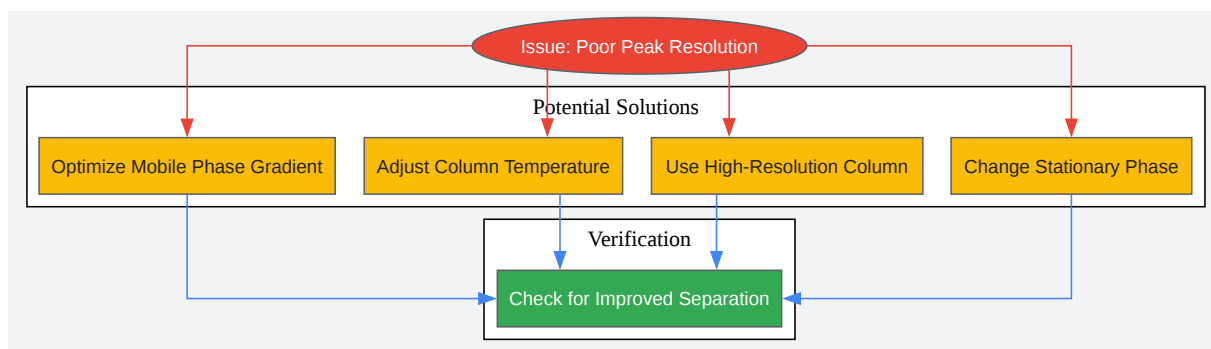 Issue: Poor Peak Resolution
Potential Solutions
Optimize Mobile Phase Gradient
Adjust Column Temperature
Use High-Resolution Column
Change Stationary Phase
Verification
Check for Improved Separation